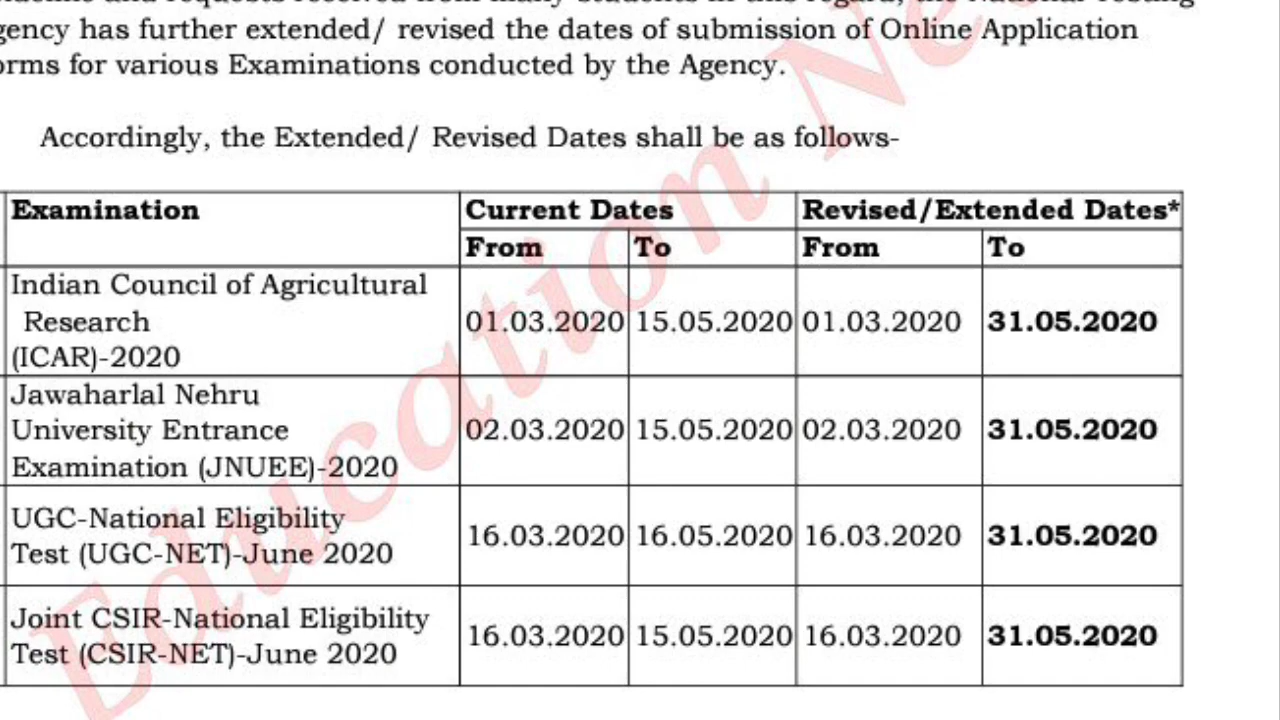 gency has further extended/ revised the dates of submission of Online Application
orms for various Examinations conducted by the Agency.
Accordingly, the Extended/ Revised Dates shall be as follows-
Examination Current Dates Revised/Extended Dates*
From To From To
Indian Council of Agricultural
Research
(ICAR)-2020
01.03.2020 15.05.2020 01.03.2020 31.05.2020
Jawaharlal Nehru
University Entrance
Examination (JNUEE)-2020
02.03.2020 15.05.2020 02.03.2020 31.05.2020
UGC-National Eligibility
Test (UGC-NET)-June 2020
16.03.2020 16.05.2020 16.03.2020 31.05.2020
Joint CSIR-National Eligibility
Test (CSIR-NET)-June 2020
16.03.2020 15.05.2020 16.03.2020 31.05.2020
Education Ne